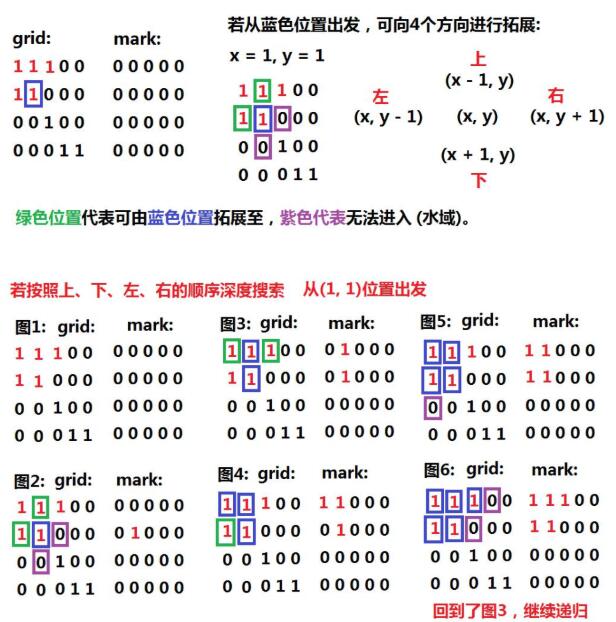 grid: mark:
1 1 1 0 0 0 0 0 0 0
1 1 0 0 0 0 0 0 0 0
0 0 1 0 0 0 0 0 0 0
0 0 0 1 1 0 0 0 0 0
若从蓝色位置出发，可向4个方向进行拓展:
x = 1, y = 1
1 1 1 0 0
1 1 0 0 0
0 0 1 0 0
0 0 0 1 1
上
(x - 1, y)
左 右
(x, y - 1) (x, y) (x, y + 1)
(x + 1, y)
下
绿色位置代表可由蓝色位置拓展至，紫色代表无法进入 (水域)。
若按照上、下、左、右的顺序深度搜索 从(1, 1)位置出发
图1: grid: mark:
1 1 1 0 0 0 0 0 0 0
1 1 0 0 0 0 0 0 0 0
0 0 1 0 0 0 0 0 0 0
0 0 0 1 1 0 0 0 0 0
图3: grid: mark:
1 1 1 0 0 0 1 0 0 0
1 1 0 0 0 0 1 0 0 0
0 0 1 0 0 0 0 0 0 0
0 0 0 1 1 0 0 0 0 0
图5: grid: mark:
1 1 1 0 0 1 1 0 0 0
1 1 0 0 0 1 1 0 0 0
0 0 1 0 0 0 0 0 0 0
0 0 0 1 1 0 0 0 0 0
图2: grid: mark:
1 1 1 0 0 0 0 0 0 0
1 1 0 0 0 0 1 0 0 0
0 0 1 0 0 0 0 0 0 0
0 0 0 1 1 0 0 0 0 0
图4: grid: mark:
1 1 1 0 0 1 1 0 0 0
1 1 0 0 0 0 1 0 0 0
0 0 1 0 0 0 0 0 0 0
0 0 0 1 1 0 0 0 0 0
图6: grid: mark:
1 1 1 0 0 1 1 1 0 0
1 1 0 0 0 1 1 0 0 0
0 0 1 0 0 0 0 0 0 0
0 0 0 1 1 0 0 0 0 0
回到了图3，继续递归